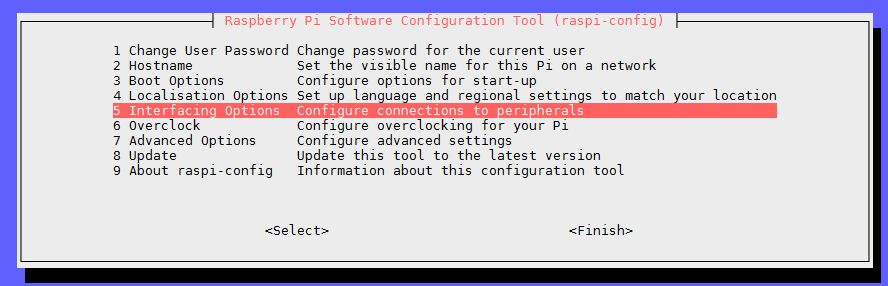 Raspberry Pi Software Configuration Tool (raspi-config)
1 Change User Password Change password for the current user
2 Hostname Set the visible name for this Pi on a network
3 Boot Options Configure options for start-up
4 Localisation Options Set up language and regional settings to match your location
5 Interfacing Options Configure connections to peripherals
6 Overclock Configure overclocking for your Pi
7 Advanced Options Configure advanced settings
8 Update Update this tool to the latest version
9 About raspi-config Information about this configuration tool
<Select> <Finish>